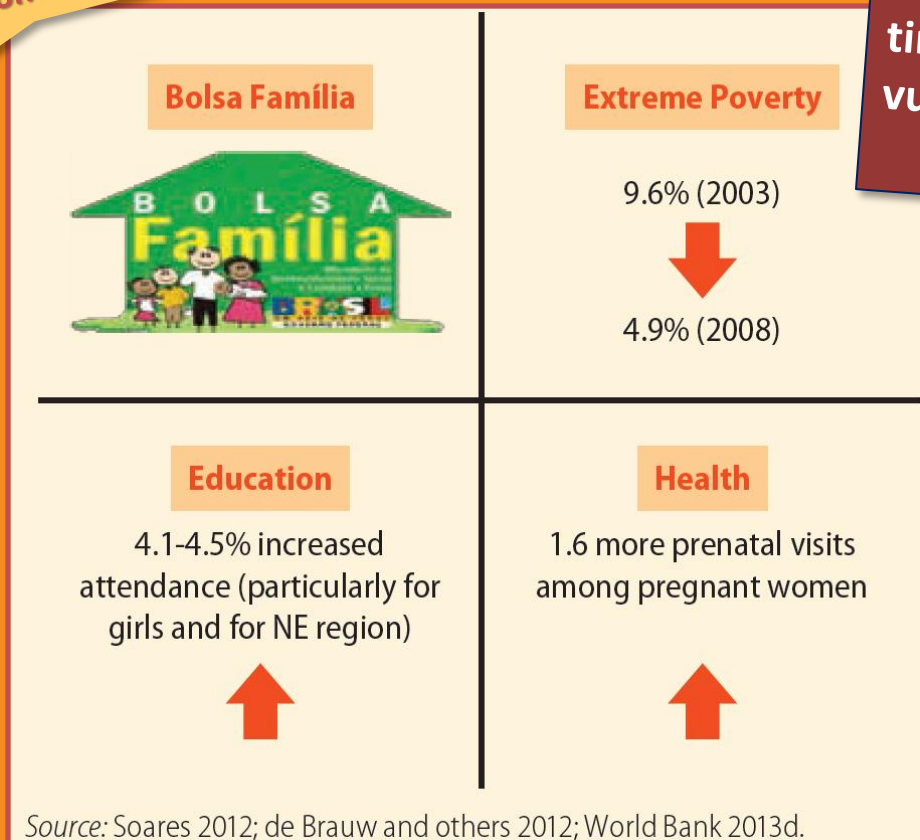 Bolsa Família
BOLSA
Família
BRASIL
Extreme Poverty
9.6% (2003)
4.9% (2008)
Education
4.1-4.5% increased
attendance (particularly for
girls and for NE region)
Health
1.6 more prenatal visits
among pregnant women
Source: Soares 2012; de Brauw and others 2012; World Bank 2013d.